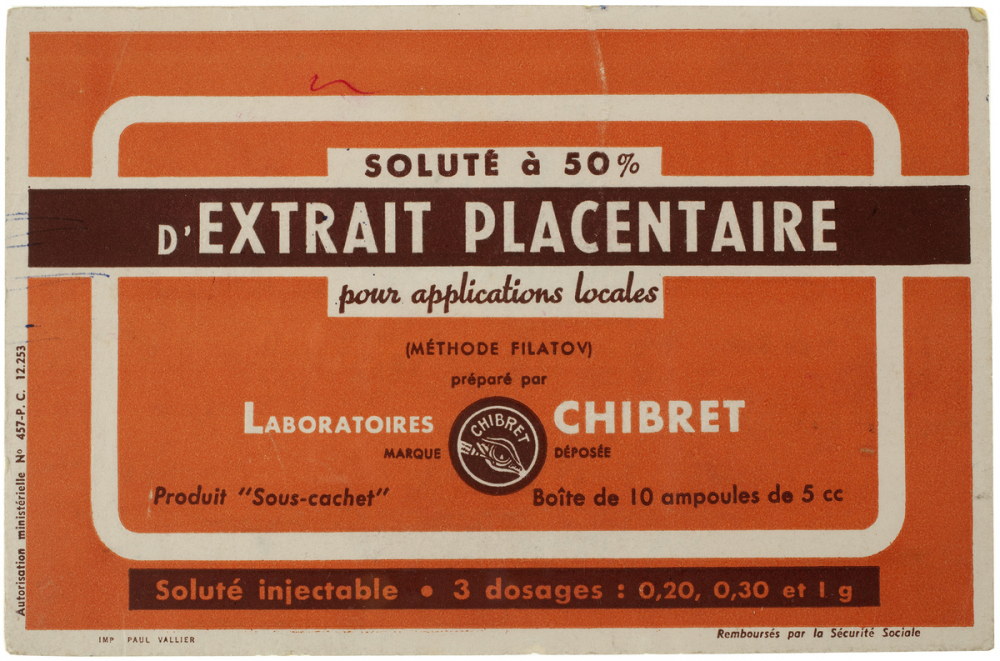 SOLUTÉ à 50%
D'EXTRAIT PLACENTAIRE
pour applications locales
(MÉTHODE FILATOV)
préparé par
LABORATOIRES CHIBRET
CHIBRET
MARQUE DÉPOSÉE
Produit "Sous-cachet" Boîte de 10 ampoules de 5 cc
Soluté injectable • 3 dosages : 0,20, 0,30 et 1 g
IMP PAUL VALLIER
Remboursés par la Sécurité Sociale
Autorisation ministérielle Nº 457-P. C. 12.253